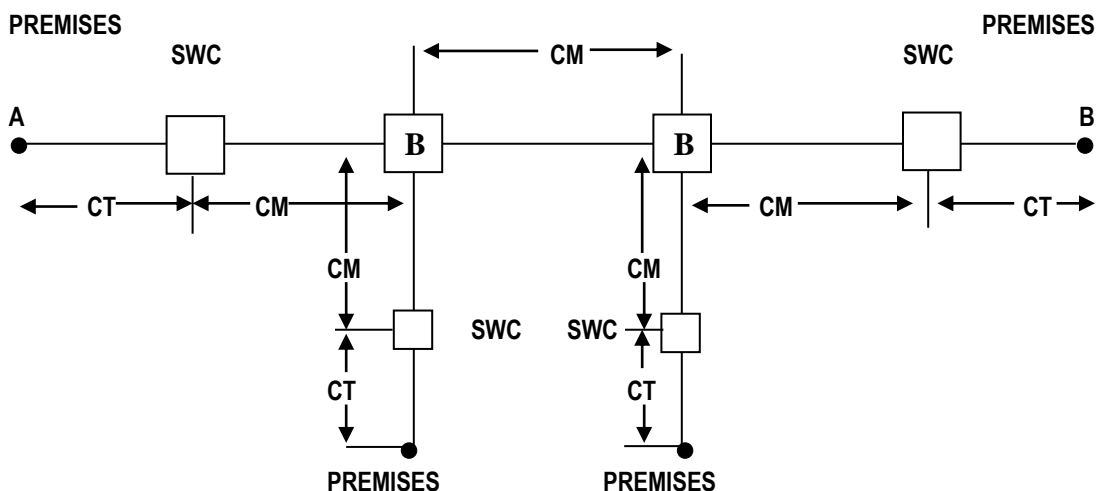 PREMISES PREMISES
SWC CM SWC
A B
B B
CT CM CM CT
CM CM
SWC SWC
CT CT
PREMISES PREMISES